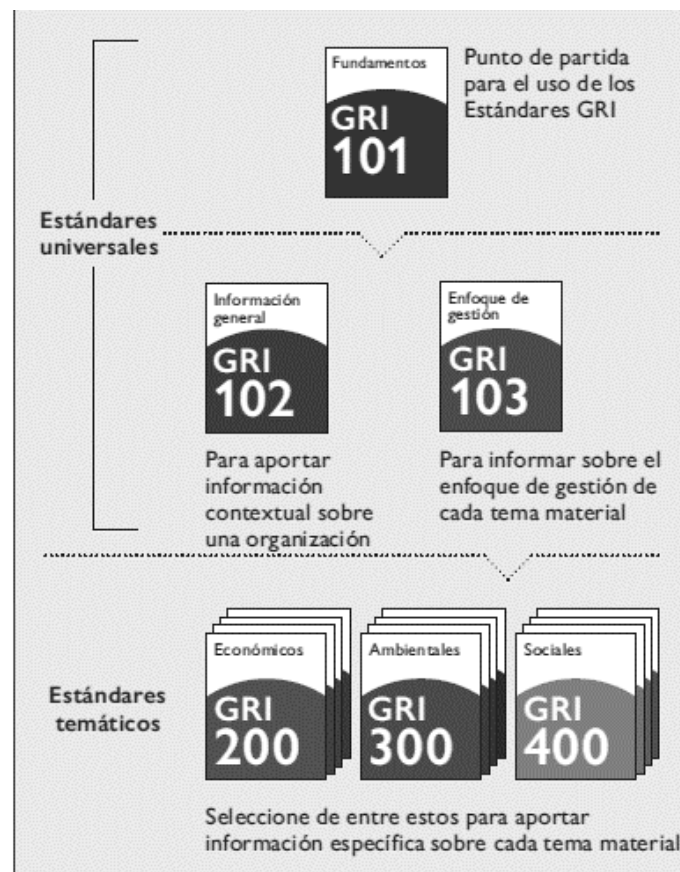 Fundamentos
GRI
101
Punto de partida
para el uso de los
Estándares GRI
Estándares
universales
Información
general
GRI
102
Enfoque de
gestión
GRI
103
Para aportar
información
contextual sobre
una organización
Para informar sobre el
enfoque de gestión de
cada tema material
Estándares
temáticos
Económicos
GRI
200
Ambientales
GRI
300
Sociales
GRI
400
Seleccione de entre estos para aportar
información específica sobre cada tema material